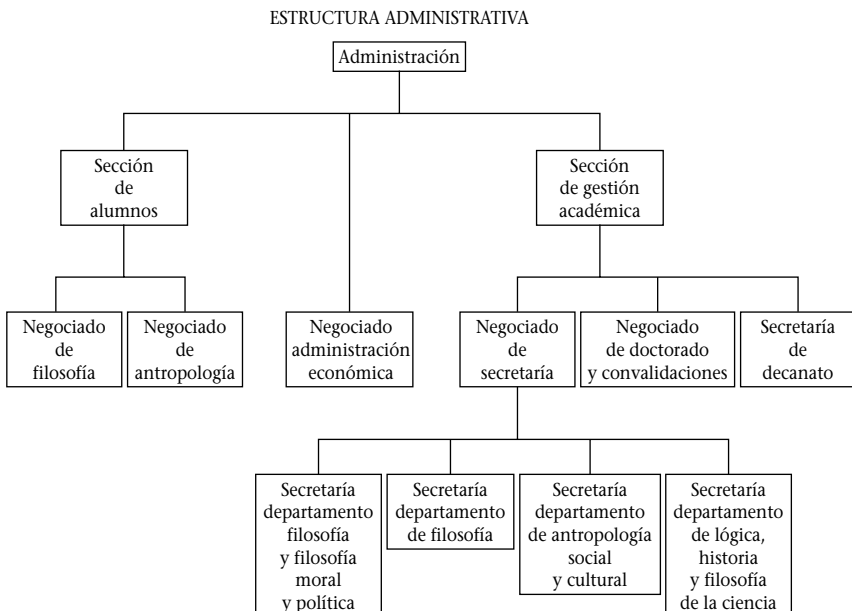 ESTRUCTURA ADMINISTRATIVA
Administración
Sección
de
alumnos
Sección
de gestión
académica
Negociado
de
filosofía
Negociado
de
antropología
Negociado
administración
económica
Negociado
de
secretaría
Negociado
de doctorado
y convalidaciones
Secretaría
de
decanato
Secretaría
departamento
filosofía
y filosofía
moral
y política
Secretaría
departamento
de filosofía
Secretaría
departamento
de antropología
social
y cultural
Secretaría
departamento
de lógica,
historia
y filosofía
de la ciencia